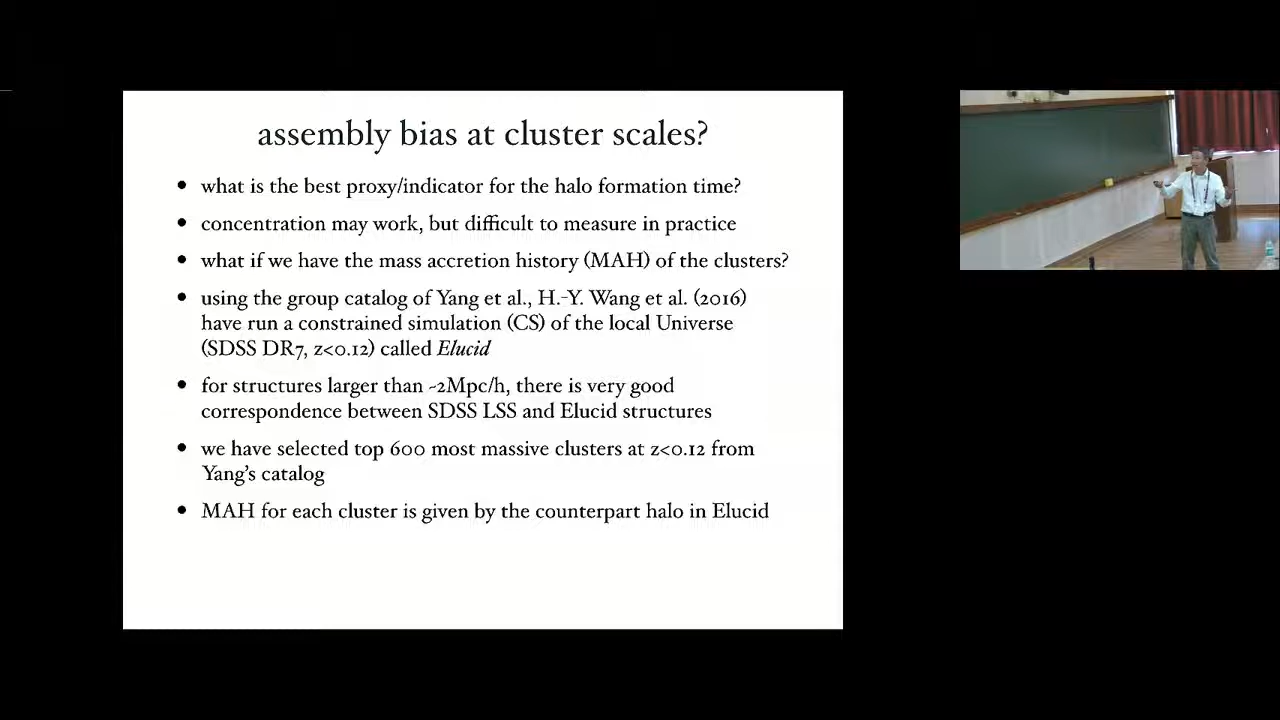 assembly bias at cluster scales?
• what is the best proxy/indicator for the halo formation time?
• concentration may work, but difficult to measure in practice
• what if we have the mass accretion history (MAH) of the clusters?
• using the group catalog of Yang et al., H.-Y. Wang et al. (2016)
have run a constrained simulation (CS) of the local Universe
(SDSS DR7, z<0.12) called Elucid
• for structures larger than ~2Mpc/h, there is very good
correspondence between SDSS LSS and Elucid structures
• we have selected top 600 most massive clusters at z<0.12 from
Yang's catalog
• MAH for each cluster is given by the counterpart halo in Elucid